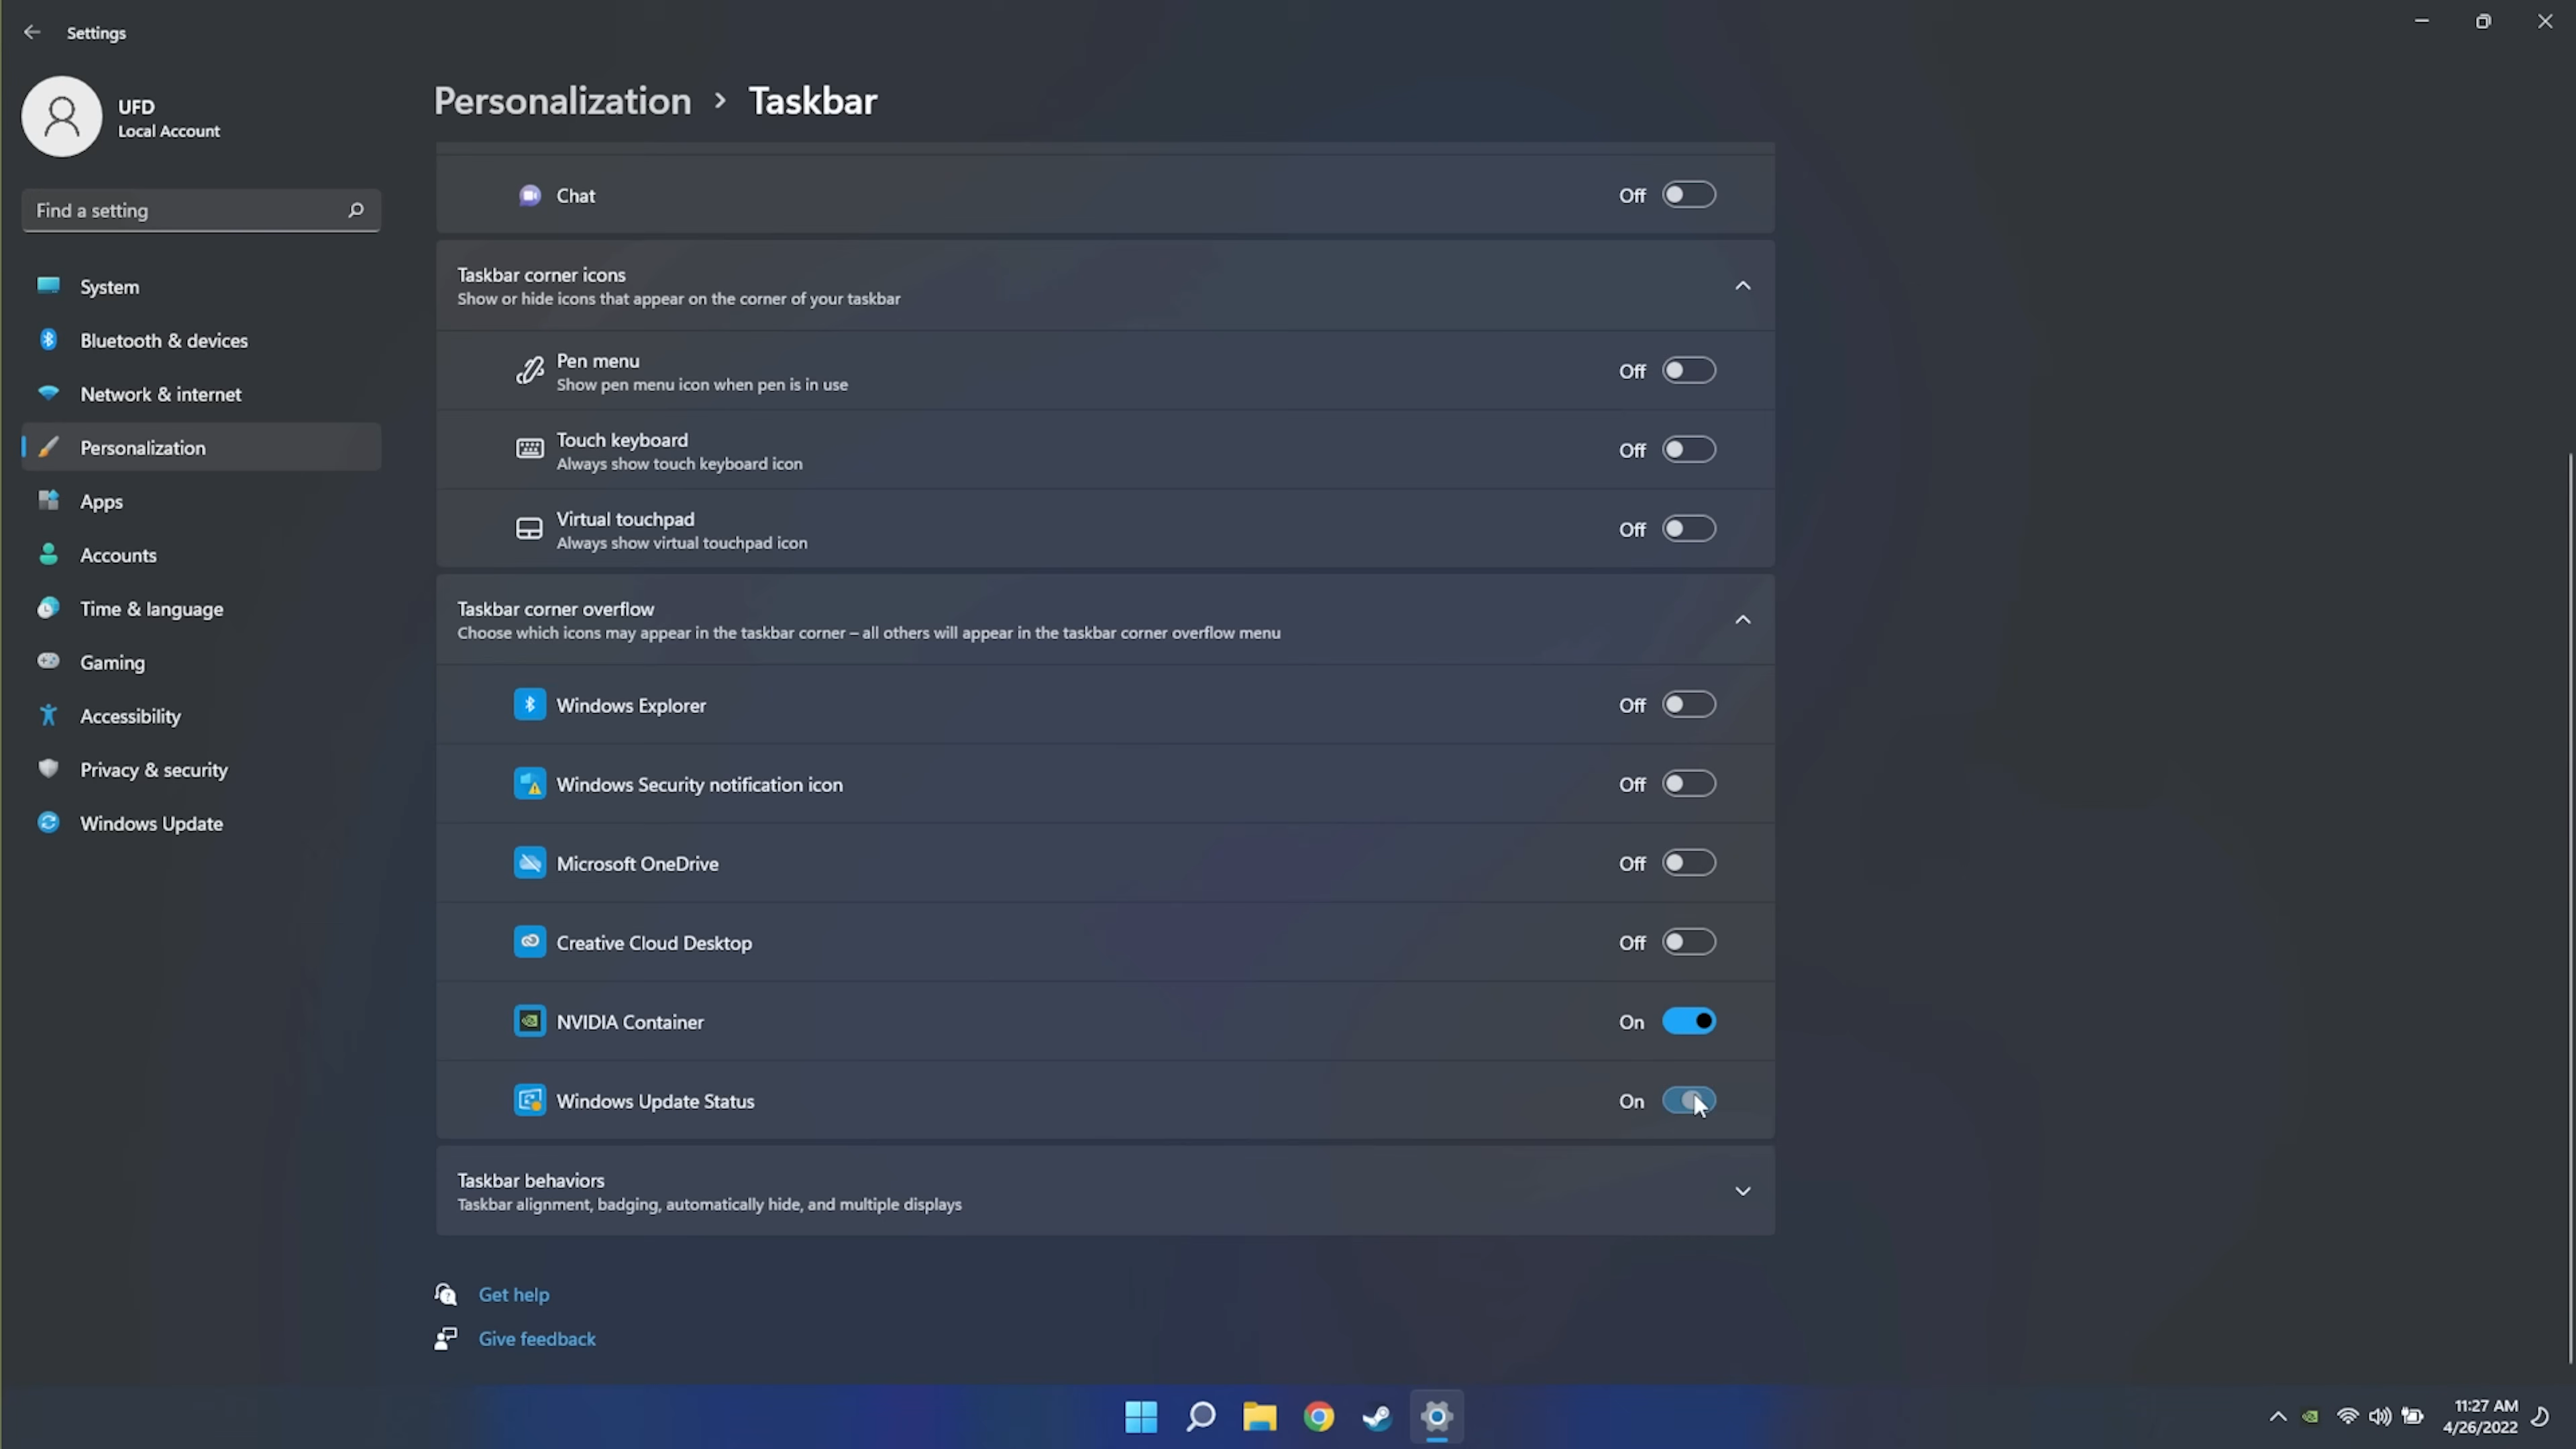 Settings
UFD
Local Account
Find a setting
System
Bluetooth & devices
Network & internet
Personalization
Apps
Accounts
Time & language
Gaming
Accessibility
Privacy & security
Windows Update
Personalization > Taskbar
Chat Off
Taskbar corner icons
Show or hide icons that appear on the corner of your taskbar
Pen menu
Show pen menu icon when pen is in use
Off
Touch keyboard
Always show touch keyboard icon
Off
Virtual touchpad
Always show virtual touchpad icon
Off
Taskbar corner overflow
Choose which icons may appear in the taskbar corner – all others will appear in the taskbar corner overflow menu
Windows Explorer Off
Windows Security notification icon Off
Microsoft OneDrive Off
Creative Cloud Desktop Off
NVIDIA Container On
Windows Update Status On
Taskbar behaviors
Taskbar alignment, badging, automatically hide, and multiple displays
Get help
Give feedback
11:27 AM
4/26/2022